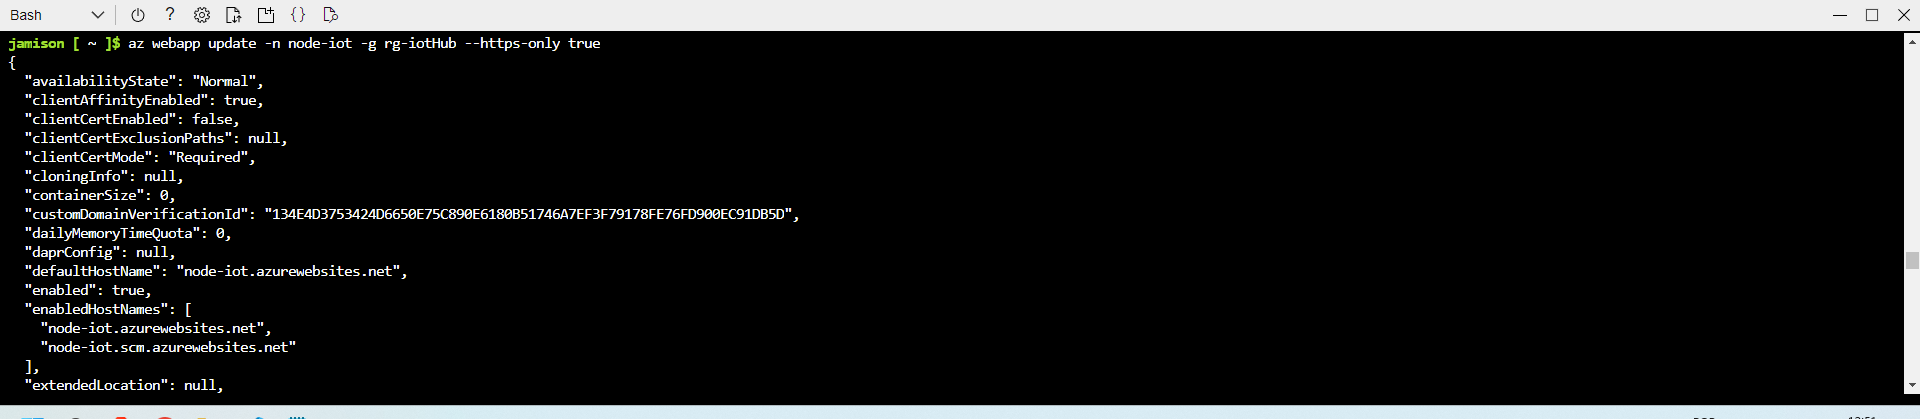 Bash
jamison [ ~ ]$ az webapp update -n node-iot -g rg-iotHub --https-only true
{
  "availabilityState": "Normal",
  "clientAffinityEnabled": true,
  "clientCertEnabled": false,
  "clientCertExclusionPaths": null,
  "clientCertMode": "Required",
  "cloningInfo": null,
  "containerSize": 0,
  "customDomainVerificationId": "134E4D3753424D6650E75C890E6180B51746A7EF3F79178FE76FD900EC91DB5D",
  "dailyMemoryTimeQuota": 0,
  "daprConfig": null,
  "defaultHostName": "node-iot.azurewebsites.net",
  "enabled": true,
  "enabledHostNames": [
    "node-iot.azurewebsites.net",
    "node-iot.scm.azurewebsites.net"
  ],
  "extendedLocation": null,